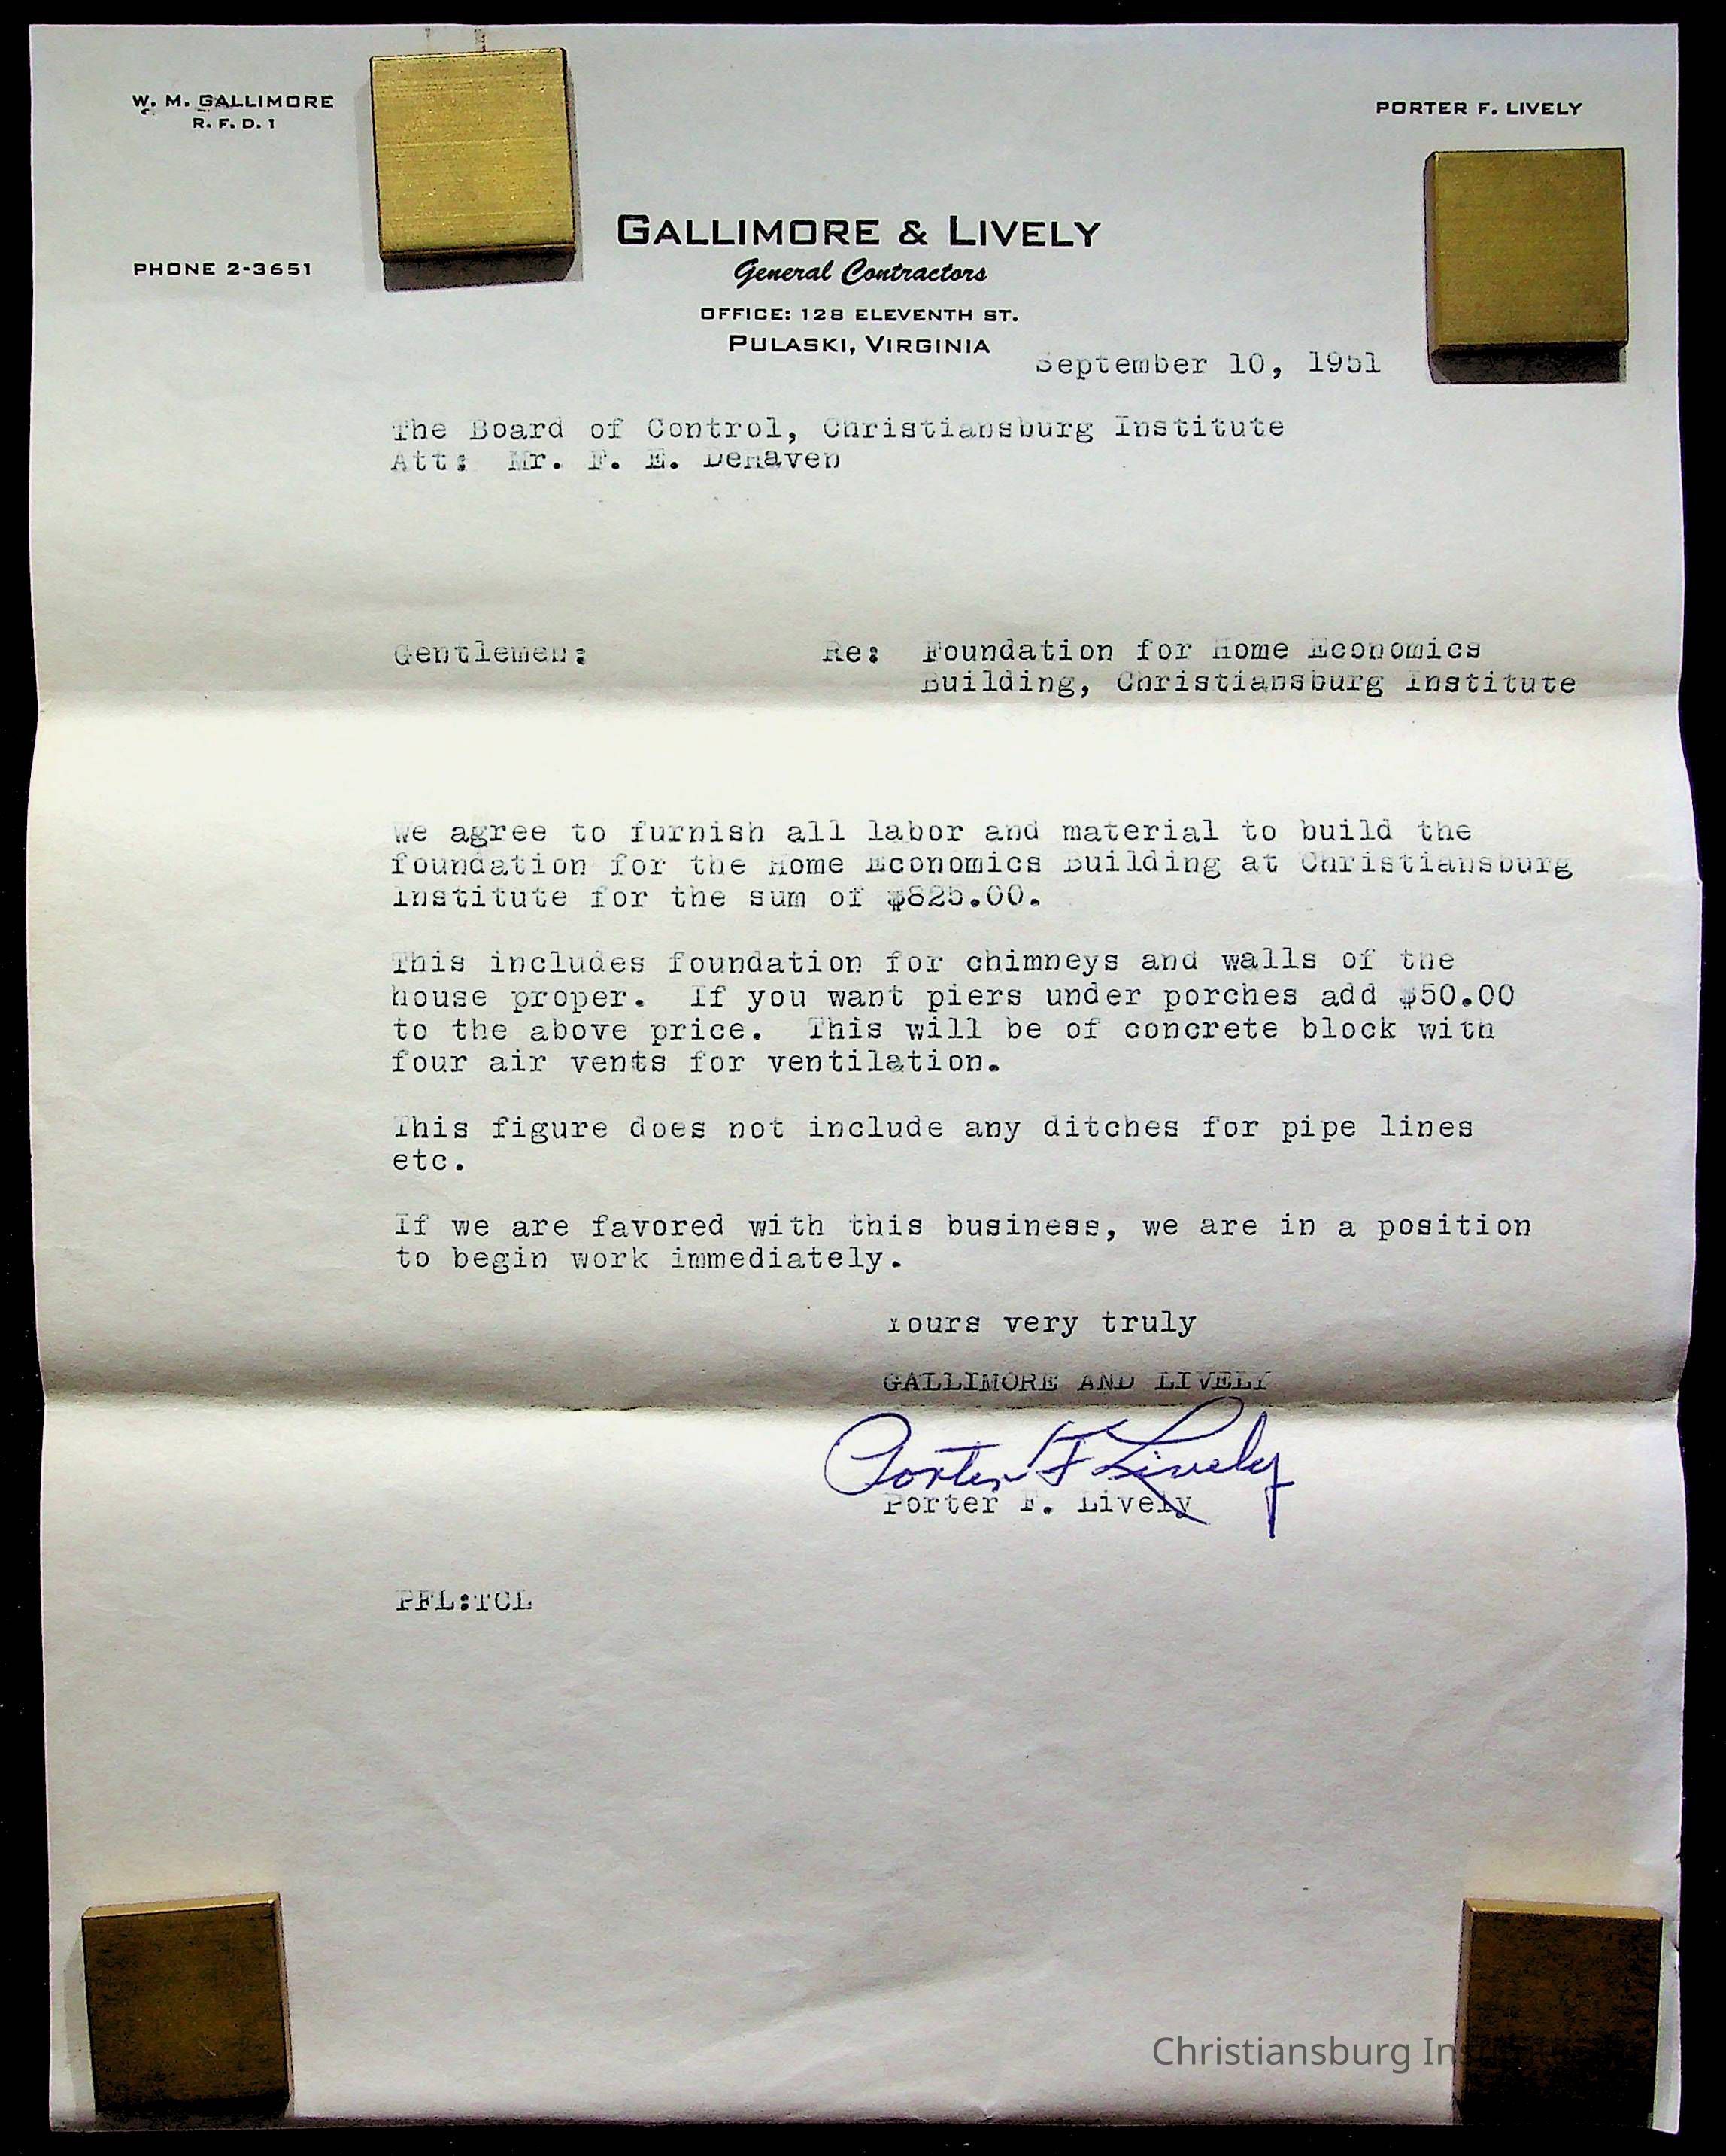 W. M. GALLIMORE
R. F. D. 1
PORTER F. LIVELY
GALLIMORE & LIVELY
General Contractors
PHONE 2-3651
OFFICE: 128 ELEVENTH ST.
PULASKI, VIRGINIA
September 10, 1951
The Board of Control, Christiansburg Institute
Att: Mr. F. E. DeHaven
Gentlemen: Re: Foundation for Home Economics
Building, Christiansburg Institute
We agree to furnish all labor and material to build the
foundation for the Home Economics Building at Christiansburg
Institute for the sum of $825.00.
This includes foundation for chimneys and walls of the
house proper. If you want piers under porches add $50.00
to the above price. This will be of concrete block with
four air vents for ventilation.
This figure does not include any ditches for pipe lines
etc.
If we are favored with this business, we are in a position
to begin work immediately.
Yours very truly
GALLIMORE AND LIVELY
Porter F Lively
Porter F. Lively
PFL:TCL
Christiansburg